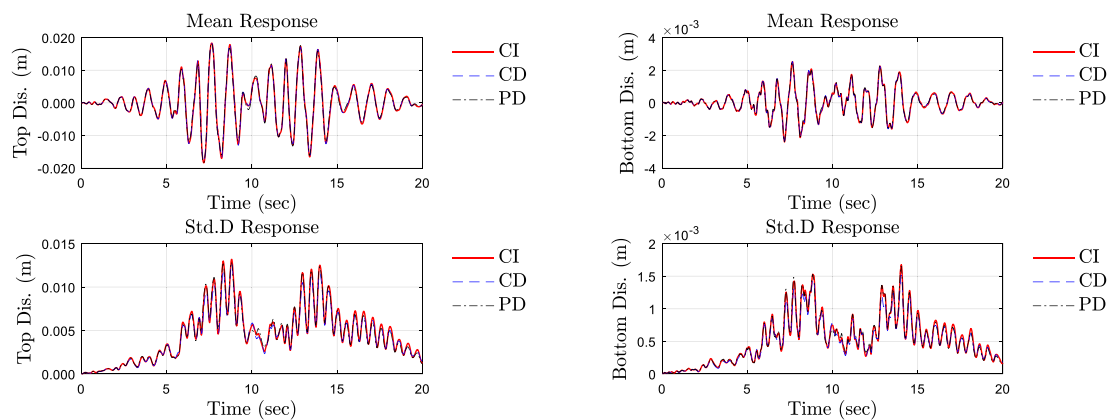 Mean Response
Top Dis. (m)
0.020
0.010
0.000
-0.010
-0.020
0 5 10 15 20
Time (sec)
CI
CD
PD
Mean Response
×10⁻³
Bottom Dis. (m)
4
2
0
-2
-4
0 5 10 15 20
Time (sec)
CI
CD
PD
Std.D Response
Top Dis. (m)
0.015
0.010
0.005
0.000
0 5 10 15 20
Time (sec)
CI
CD
PD
Std.D Response
×10⁻³
Bottom Dis. (m)
2
1.5
1
0.5
0
0 5 10 15 20
Time (sec)
CI
CD
PD